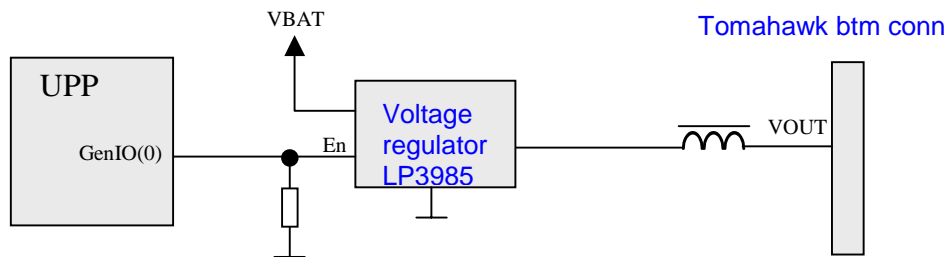 Tomahawk btm conn
VBAT
UPP
Voltage
regulator
LP3985
GenIO(0)
En
VOUT